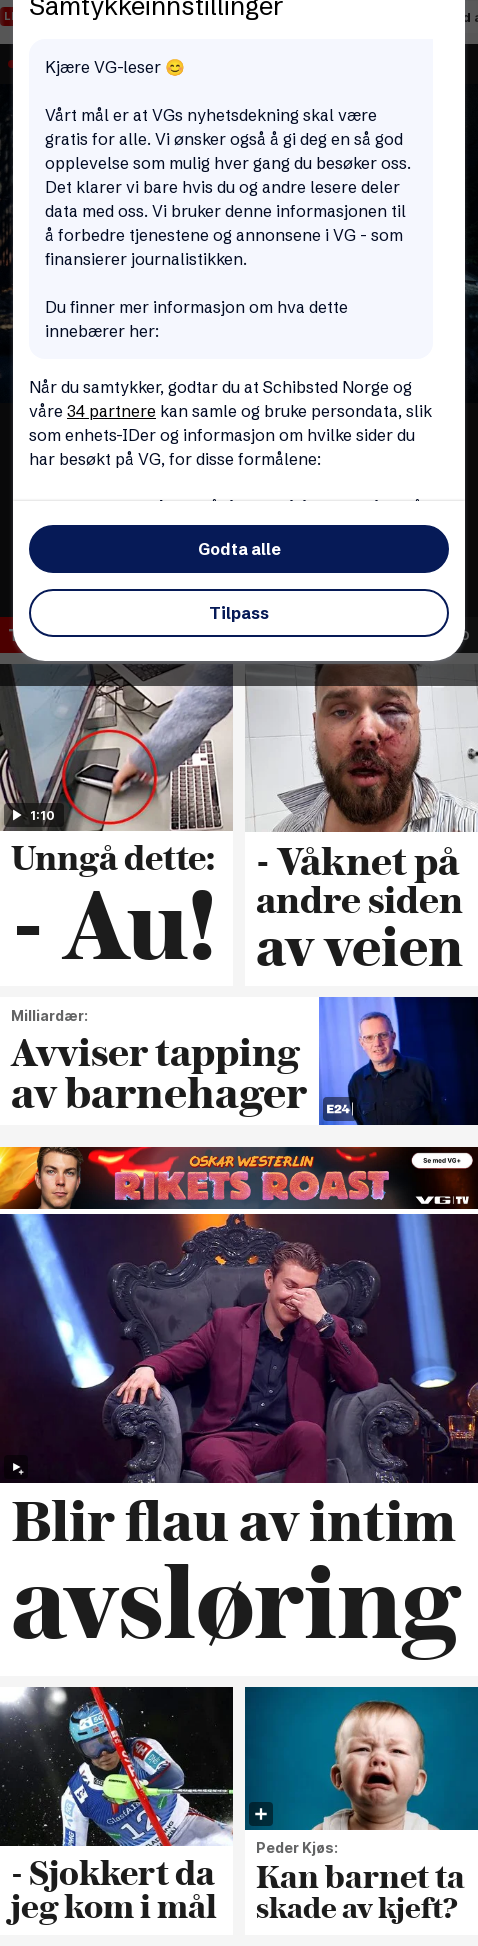 Samtykkeinnstillinger
Kjære VG-leser 😊
Vårt mål er at VGs nyhetsdekning skal være
gratis for alle. Vi ønsker også å gi deg en så god
opplevelse som mulig hver gang du besøker oss.
Det klarer vi bare hvis du og andre lesere deler
data med oss. Vi bruker denne informasjonen til
å forbedre tjenestene og annonsene i VG - som
finansierer journalistikken.
Du finner mer informasjon om hva dette
innebærer her:
Når du samtykker, godtar du at Schibsted Norge og
våre 34 partnere kan samle og bruke persondata, slik
som enhets-IDer og informasjon om hvilke sider du
har besøkt på VG, for disse formålene:
Godta alle
Tilpass
1:10
Unngå dette:
- Au!
- Våknet på
andre siden
av veien
Milliardær:
Avviser tapping
av barnehager
E24
OSKAR WESTERLIN
RIKETS ROAST
Se med VG+
VG TV
Blir flau av intim
avsløring
12
- Sjokkert da
jeg kom i mål
Peder Kjøs:
Kan barnet ta
skade av kjeft?